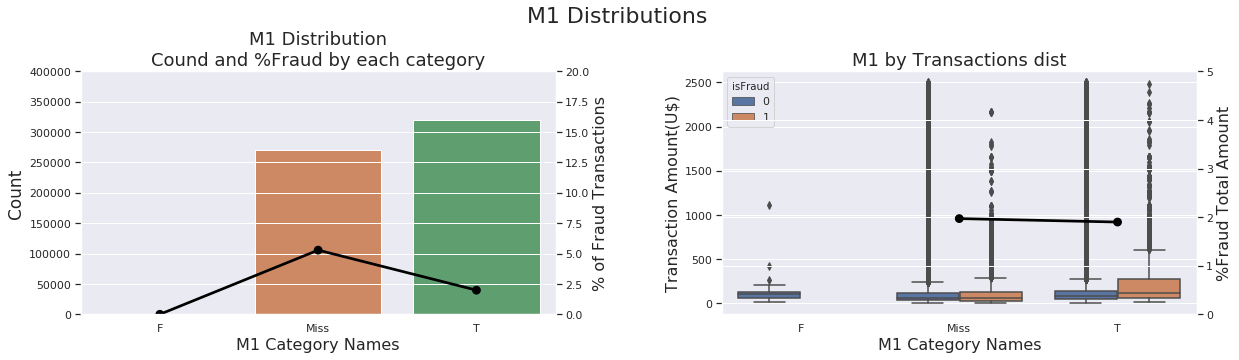 M1 Distributions
M1 Distribution
Cound and %Fraud by each category
400000
350000
300000
250000
200000
150000
100000
50000
0
Count
20.0
17.5
15.0
12.5
10.0
7.5
5.0
2.5
0.0
% of Fraud Transactions
F Miss T
M1 Category Names
M1 by Transactions dist
2500
2000
1500
1000
500
0
Transaction Amount(U$)
isFraud
0
1
5
4
3
2
1
0
%Fraud Total Amount
F Miss T
M1 Category Names